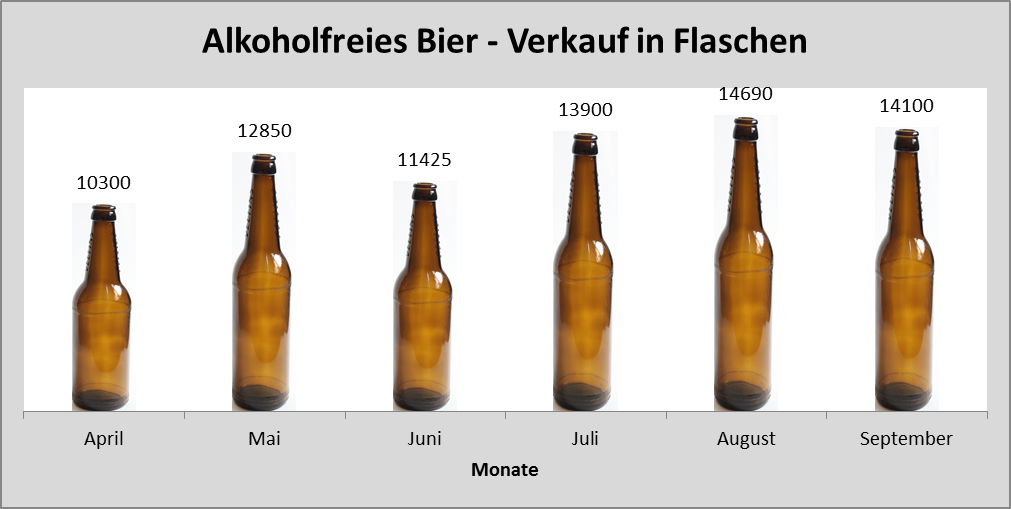 Alkoholfreies Bier - Verkauf in Flaschen
10300
12850
11425
13900
14690
14100
April
Mai
Juni
Juli
August
September
Monate